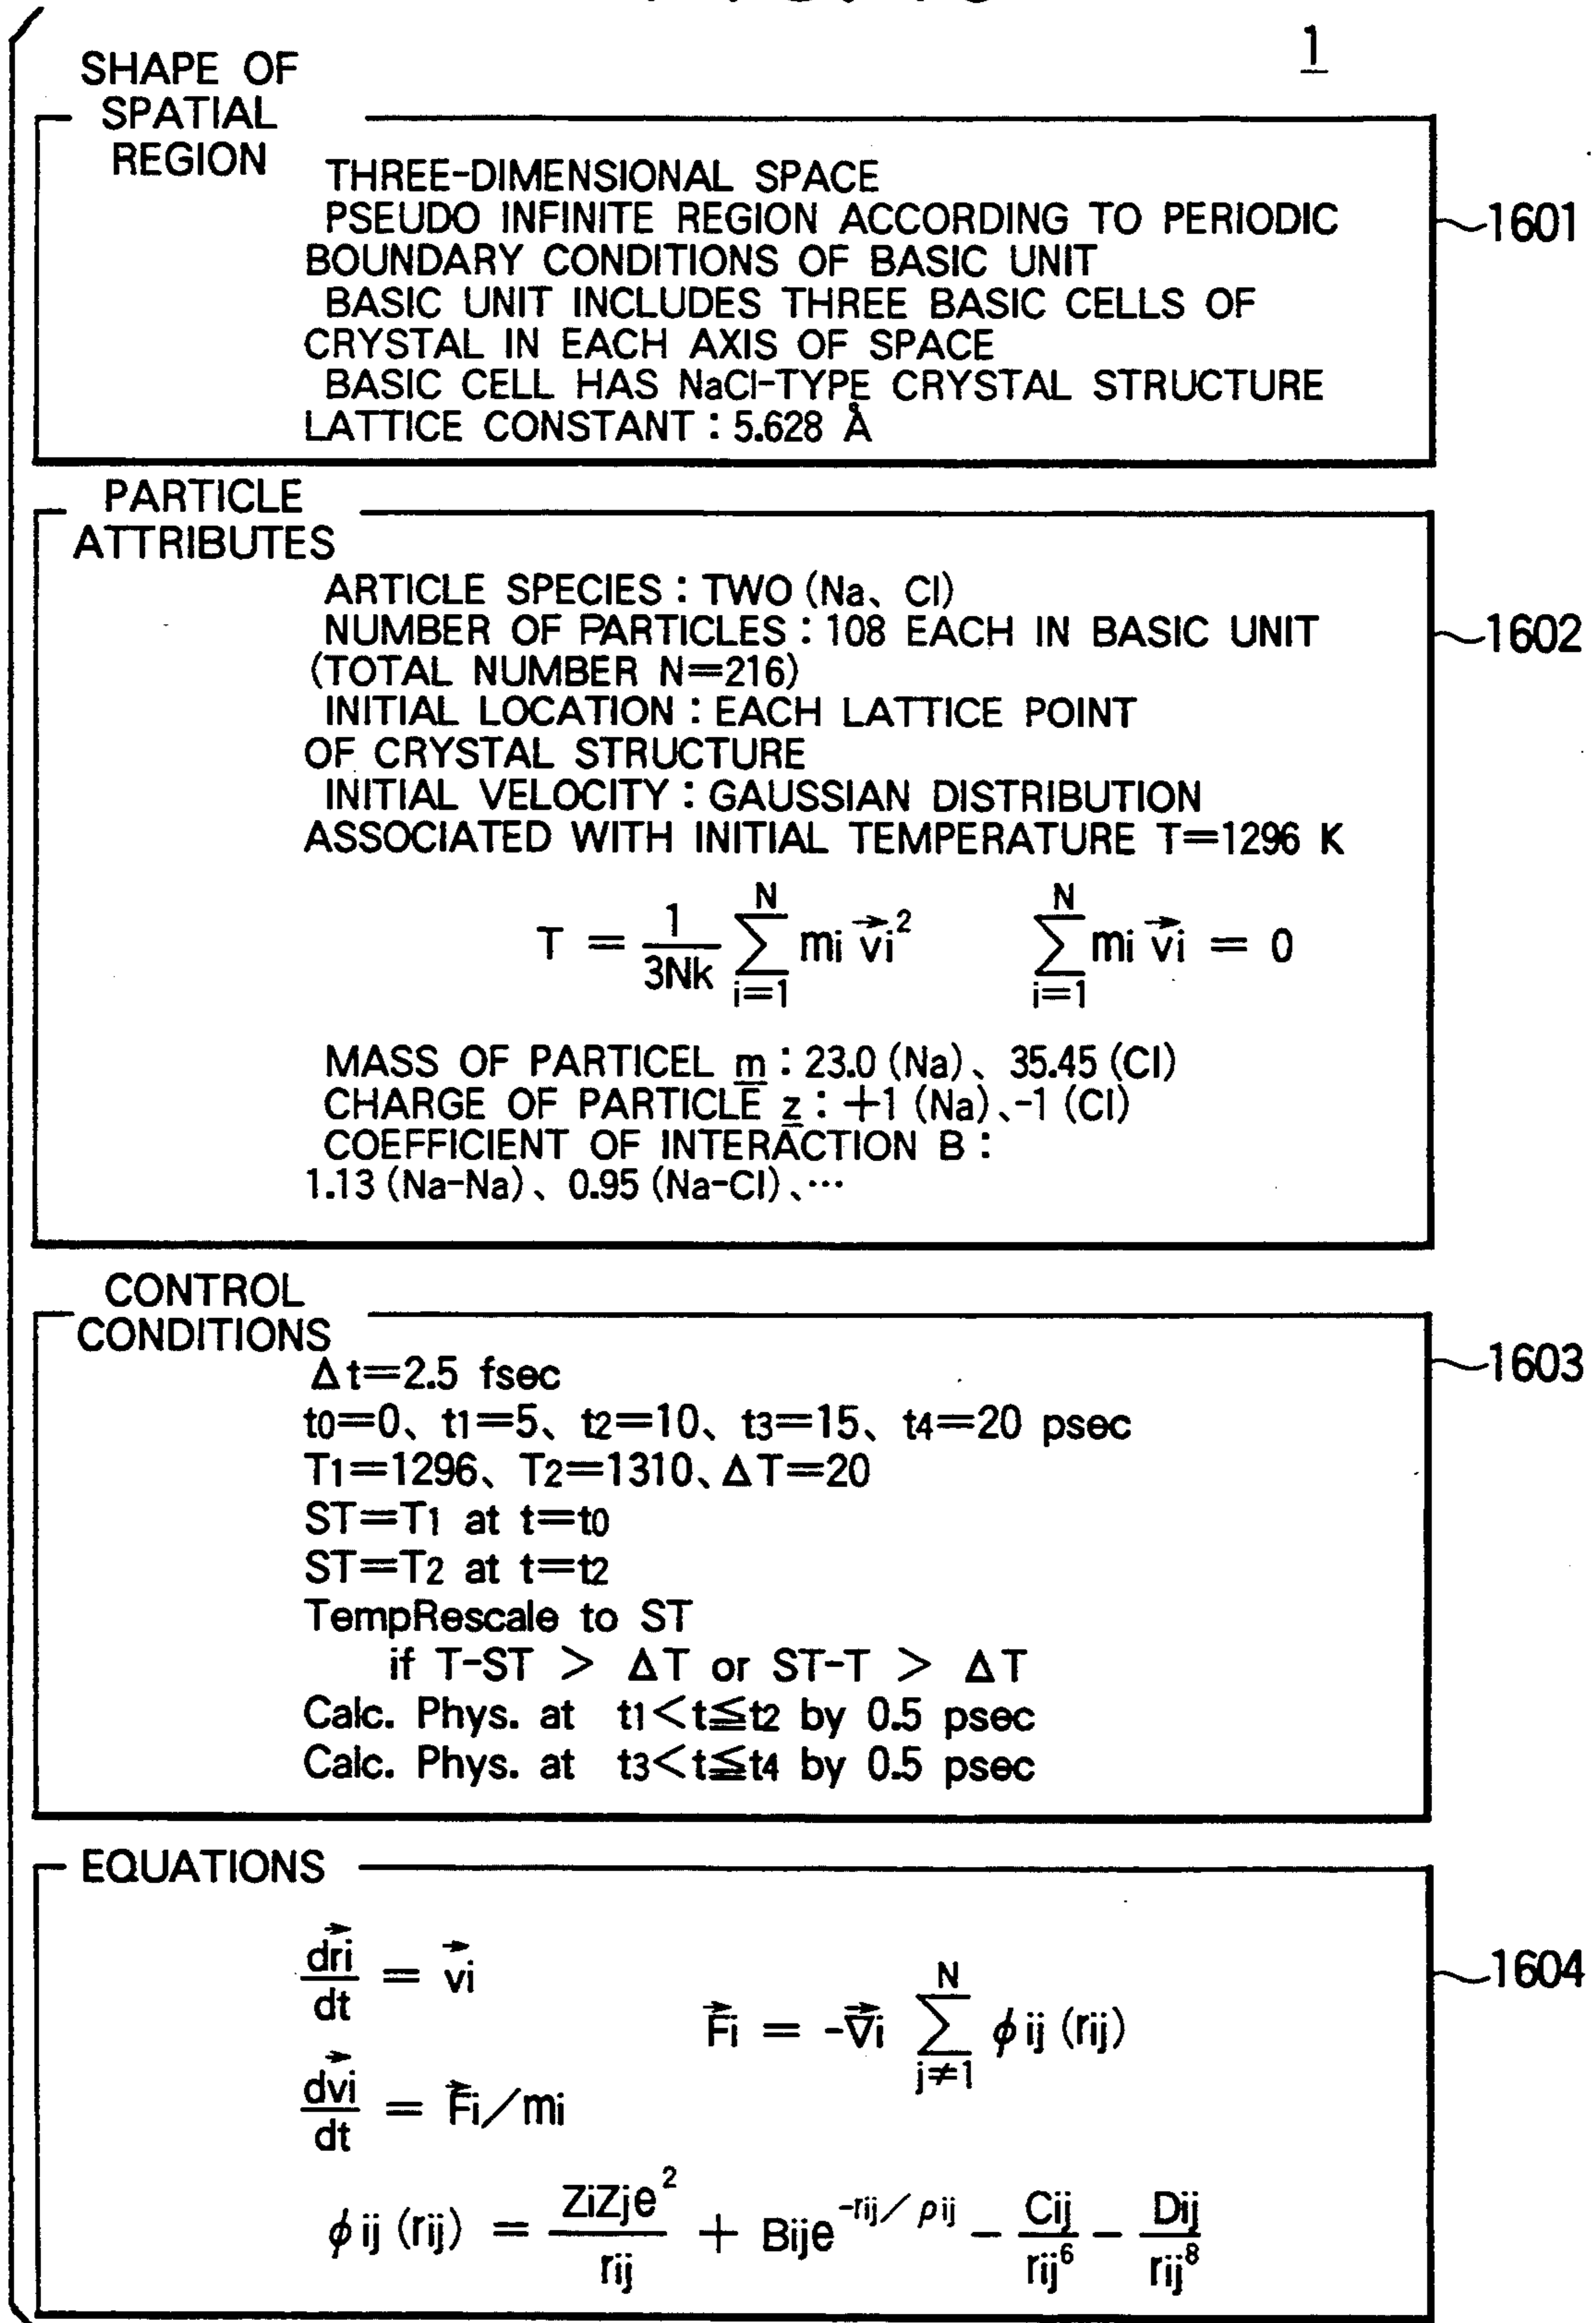 1
SHAPE OF
SPATIAL
REGION
THREE-DIMENSIONAL SPACE
PSEUDO INFINITE REGION ACCORDING TO PERIODIC
BOUNDARY CONDITIONS OF BASIC UNIT
BASIC UNIT INCLUDES THREE BASIC CELLS OF
CRYSTAL IN EACH AXIS OF SPACE
BASIC CELL HAS NaCl-TYPE CRYSTAL STRUCTURE
LATTICE CONSTANT : 5.628 Å
1601
PARTICLE
ATTRIBUTES
ARTICLE SPECIES : TWO (Na、Cl)
NUMBER OF PARTICLES : 108 EACH IN BASIC UNIT
(TOTAL NUMBER N=216)
INITIAL LOCATION : EACH LATTICE POINT
OF CRYSTAL STRUCTURE
INITIAL VELOCITY : GAUSSIAN DISTRIBUTION
ASSOCIATED WITH INITIAL TEMPERATURE T=1296 K
T = 1/3Nk ∑_{i=1}^{N} mi v⃗i² ∑_{i=1}^{N} mi v⃗i = 0
MASS OF PARTICEL m : 23.0 (Na)、35.45 (Cl)
CHARGE OF PARTICLE z : +1 (Na)、-1 (Cl)
COEFFICIENT OF INTERACTION B :
1.13 (Na-Na)、0.95 (Na-Cl)、…
1602
CONTROL
CONDITIONS
Δt=2.5 fsec
t0=0、t1=5、t2=10、t3=15、t4=20 psec
T1=1296、T2=1310、ΔT=20
ST=T1 at t=t0
ST=T2 at t=t2
TempRescale to ST
if T-ST > ΔT or ST-T > ΔT
Calc. Phys. at t1<t≦t2 by 0.5 psec
Calc. Phys. at t3<t≦t4 by 0.5 psec
1603
EQUATIONS
dr⃗i/dt = v⃗i
F⃗i = -∇⃗i ∑_{j≠1}^{N} ϕij (rij)
dv⃗i/dt = F⃗i/mi
ϕij (rij) = ZiZje²/rij + Bije^{-rij/ρij} - Cij/rij⁶ - Dij/rij⁸
1604